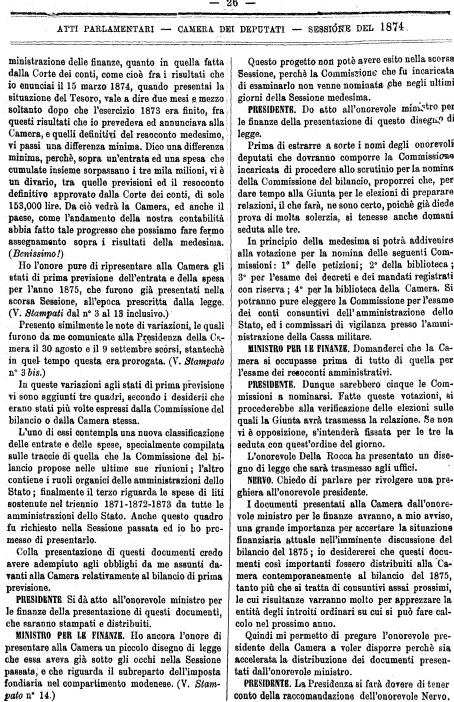 — 26 —
ATTI PARLAMENTARI — CAMERA DEI DEPUTATI — SESSIONE DEL 1874
ministrazione delle finanze, quanto in quella fatta
dalla Corte dei conti, come cioè fra i risultati che
io enunciai il 15 marzo 1874, quando presentai la
situazione del Tesoro, vale a dire due mesi e mezzo
soltanto dopo che l'esercizio 1873 era finito, fra
questi risultati che io prevedeva ed annunciava alla
Camera, e quelli definitivi del resoconto medesimo,
vi passi una differenza minima. Dico una differenza
minima, perchè, sopra un'entrata ed una spesa che
cumulate insieme sorpassano i tre mila milioni, vi è
un divario, tra quelle previsioni ed il resoconto
definitivo approvato dalla Corte dei conti, di sole
153,000 lire. Da ciò vedrà la Camera, ed anche il
paese, come l'andamento della nostra contabilità
abbia fatto tale progresso che possiamo fare fermo
assegnamento sopra i risultati della medesima.
(Benissimo!)
Ho l'onore pure di ripresentare alla Camera gli
stati di prima previsione dell'entrata e della spesa
per l'anno 1875, che furono già presentati nella
scorsa Sessione, all'epoca prescritta dalla legge.
(V. Stampati dal n° 3 al 13 inclusivo.)
Presento similmente le note di variazioni, le quali
furono da me comunicate alla Presidenza della Ca-
mera il 30 agosto e il 9 settembre scorsi, stantechè
in quel tempo questa era prorogata. (V. Stampato
n° 3 bis.)
In queste variazioni agli stati di prima previsione
vi sono aggiunti tre quadri, secondo i desiderii che
erano stati più volte espressi dalla Commissione del
bilancio o dalla Camera stessa.
L'uno di essi contempla una nuova classificazione
delle entrate e delle spese, specialmente compilata
sulle traccie di quella che la Commissione del bi-
lancio propose nelle ultime sue riunioni; l'altro
contiene i ruoli organici delle amministrazioni dello
Stato; finalmente il terzo riguarda le spese di liti
sostenute nel triennio 1871-1872-1873 da tutte le
amministrazioni dello Stato. Anche questo quadro
fu richiesto nella Sessione passata ed io ho pro-
messo di presentarlo.
Colla presentazione di questi documenti credo
avere adempiuto agli obblighi da me assunti da-
vanti alla Camera relativamente al bilancio di prima
previsione.
PRESIDENTE. Si dà atto all'onorevole ministro per
le finanze della presentazione di questi documenti,
che saranno stampati e distribuiti.
MINISTRO PER LE FINANZE. Ho ancora l'onore di
presentare alla Camera un piccolo disegno di legge
che essa aveva già sotto gli occhi nella Sessione
passata, e che riguarda il subreparto dell'imposta
fondiaria nel compartimento modenese. (V. Stam-
pato n° 14.)
Questo progetto non potè avere esito nella scorsa
Sessione, perchè la Commissione che fu incaricata
di esaminarlo non venne nominata che negli ultimi
giorni della Sessione medesima.
PRESIDENTE. Do atto all'onorevole ministro per
le finanze della presentazione di questo disegno di
legge.
Prima di estrarre a sorte i nomi degli onorevoli
deputati che dovranno comporre la Commissione
incaricata di procedere allo scrutinio per la nomina
della Commissione del bilancio, proporrei che, per
dare tempo alla Giunta per le elezioni di preparare
relazioni, il che farà, ne sono certo, poichè già diede
prova di molta solerzia, si tenesse anche domani
seduta alle tre.
In principio della medesima si potrà addivenire
alla votazione per la nomina delle seguenti Com-
missioni: 1° delle petizioni; 2° della biblioteca;
3° per l'esame dei decreti e dei mandati registrati
con riserva; 4° per la biblioteca della Camera. Si
potranno pure eleggere la Commissione per l'esame
dei conti consuntivi dell'amministrazione dello
Stato, ed i commissari di vigilanza presso l'ammi-
nistrazione della Cassa militare.
MINISTRO PER LE FINANZE. Domanderei che la Ca-
mera si occupasse prima di tutto di quella per
l'esame dei resoconti amministrativi.
PRESIDENTE. Dunque sarebbero cinque le Com-
missioni a nominarsi. Fatte queste votazioni, si
procederebbe alla verificazione delle elezioni sulle
quali la Giunta avrà trasmessa la relazione. Se non
vi è opposizione, s'intenderà fissata per le tre la
seduta con quest'ordine del giorno.
L'onorevole Della Rocca ha presentato un dise-
gno di legge che sarà trasmesso agli uffici.
NERVO. Chiedo di parlare per rivolgere una pre-
ghiera all'onorevole presidente.
I documenti presentati alla Camera dall'onore-
vole ministro per le finanze avranno, a mio avviso,
una grande importanza per accertare la situazione
finanziaria attuale nell'imminente discussione del
bilancio del 1875; io desidererei che questi docu-
menti così importanti fossero distribuiti alla Ca-
mera contemporaneamente al bilancio del 1875,
tanto più che si tratta di consuntivi assai prossimi,
le cui risultanze varranno molto per apprezzare la
entità degli introiti ordinari su cui si può fare cal-
colo nel prossimo anno.
Quindi mi permetto di pregare l'onorevole pre-
sidente della Camera a voler disporre perchè sia
accelerata la distribuzione dei documenti presen-
tati dall'onorevole ministro.
PRESIDENTE. La Presidenza si farà dovere di tener
conto della raccomandazione dell'onorevole Nervo.